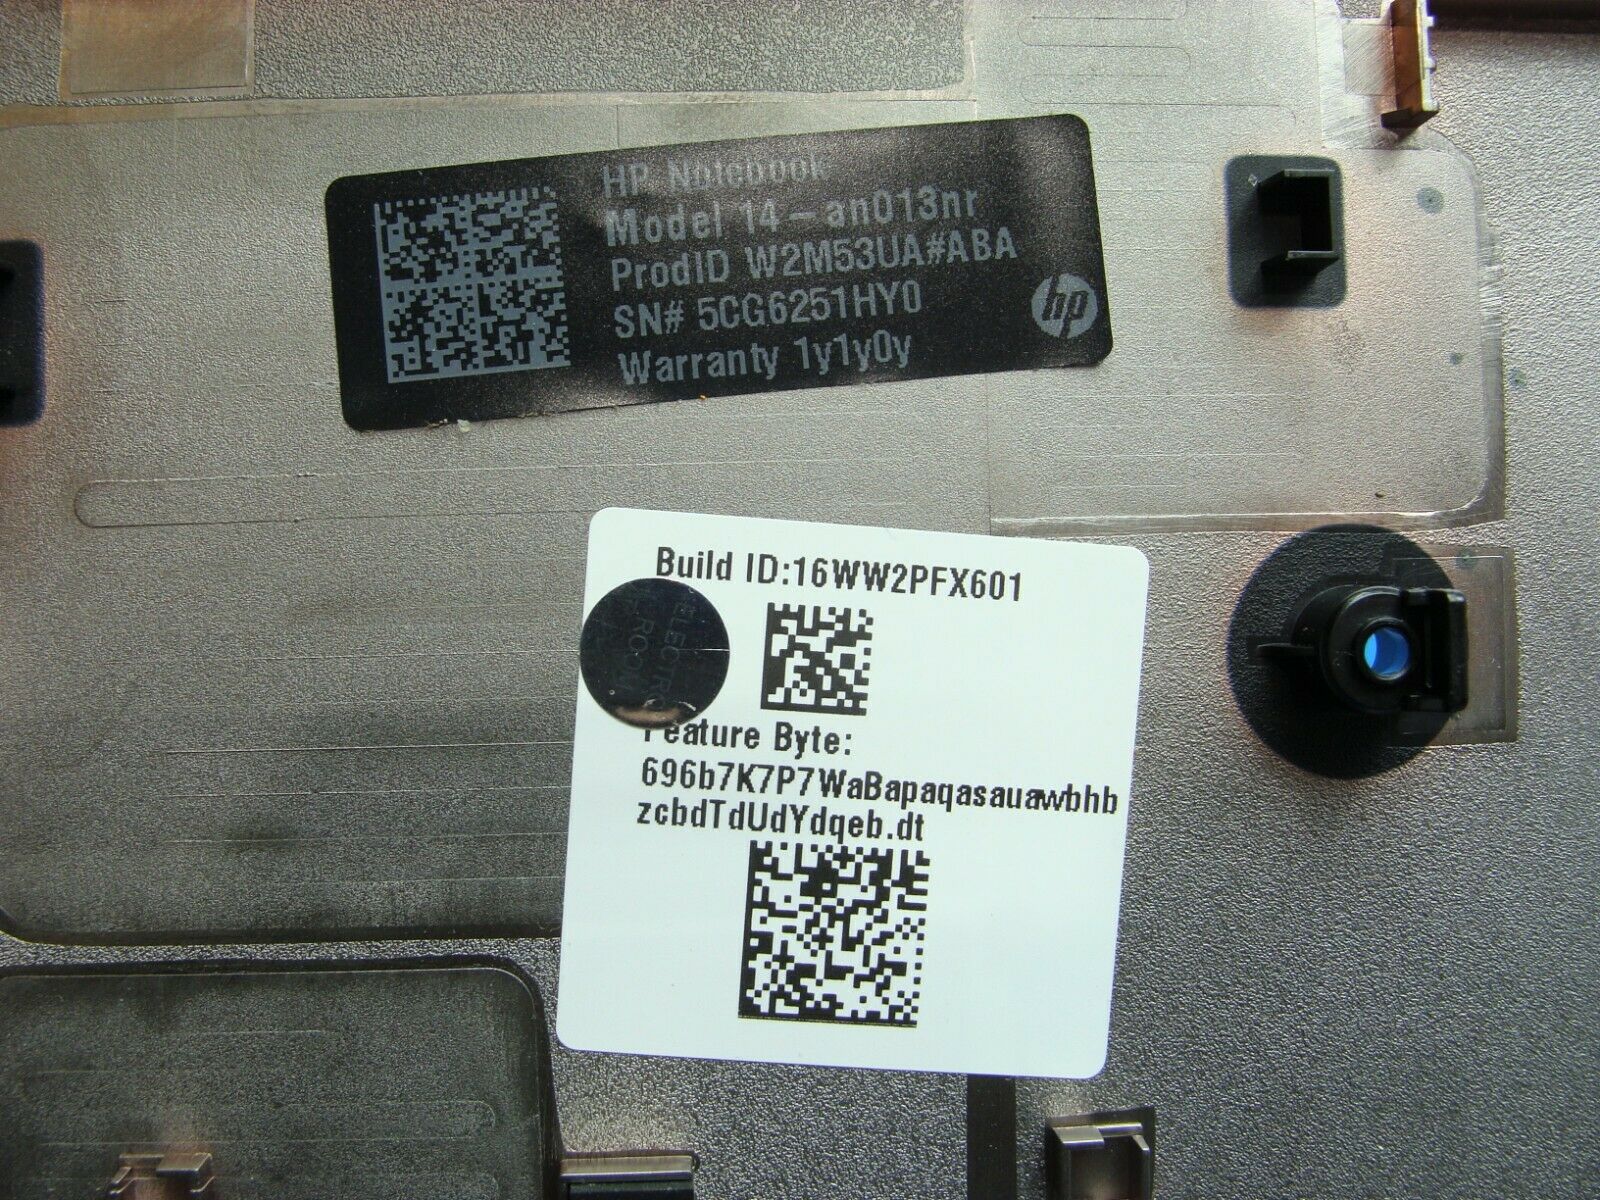 HP Notebook
Model 14-an013nr
ProdID W2M53UA#ABA
SN# 5CG6251HY0
Warranty 1y1y0y
hp
Build ID:16WW2PFX601
Feature Byte:
696b7K7P7WaBapaqasauawbhb
zcbdTdUdYdqeb.dt